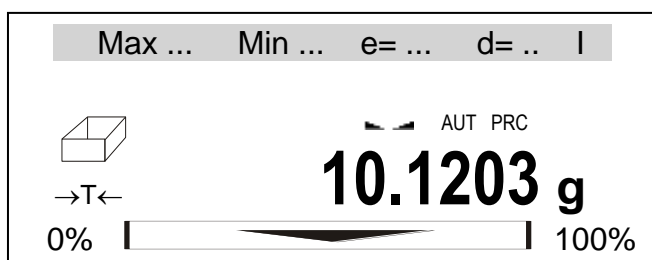 Max ... Min ... e= ... d= .. I
AUT PRC
10.1203 g
→T←
0% 100%